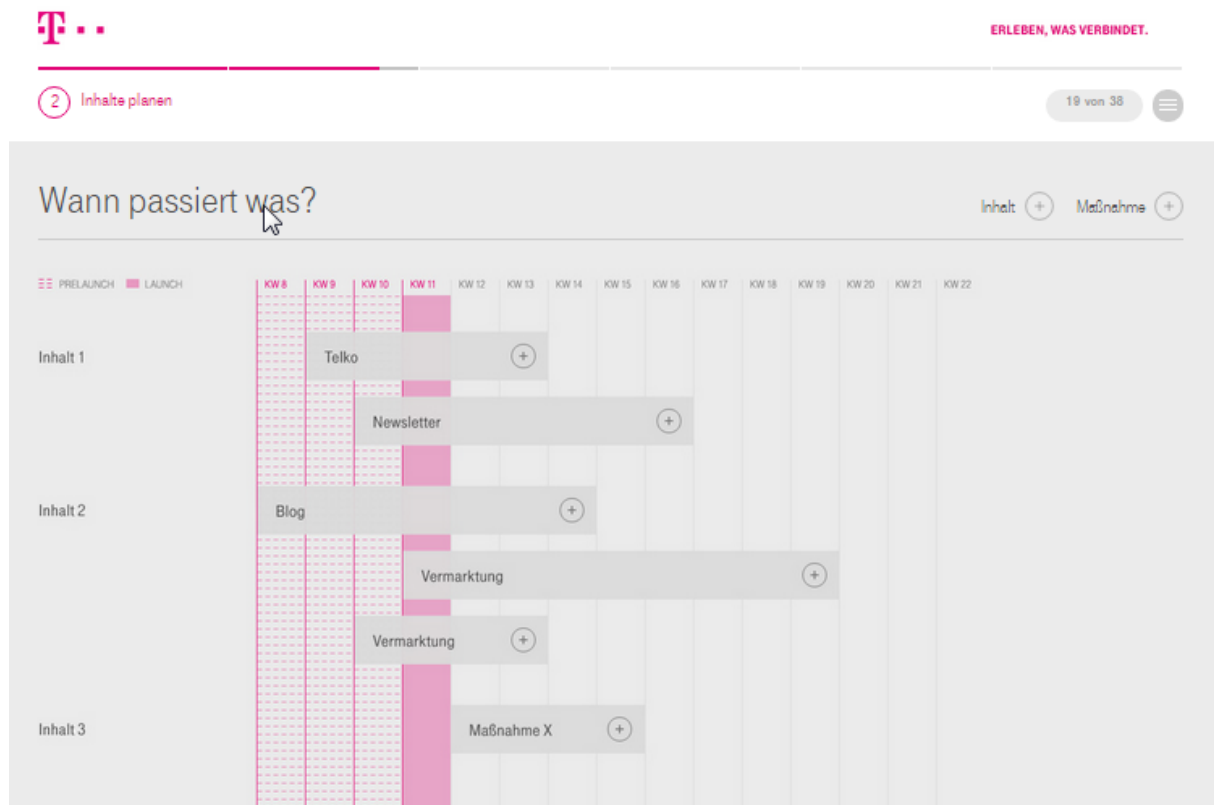 T
ERLEBEN, WAS VERBINDET.
2 Inhalte planen
19 von 38
Wann passiert was?
Inhalt + Maßnahme +
PRELAUNCH LAUNCH KW 8 KW 9 KW 10 KW 11 KW 12 KW 13 KW 14 KW 15 KW 16 KW 17 KW 18 KW 19 KW 20 KW 21 KW 22
Inhalt 1 Telko +
Newsletter +
Inhalt 2 Blog +
Vermarktung +
Vermarktung +
Inhalt 3 Maßnahme X +